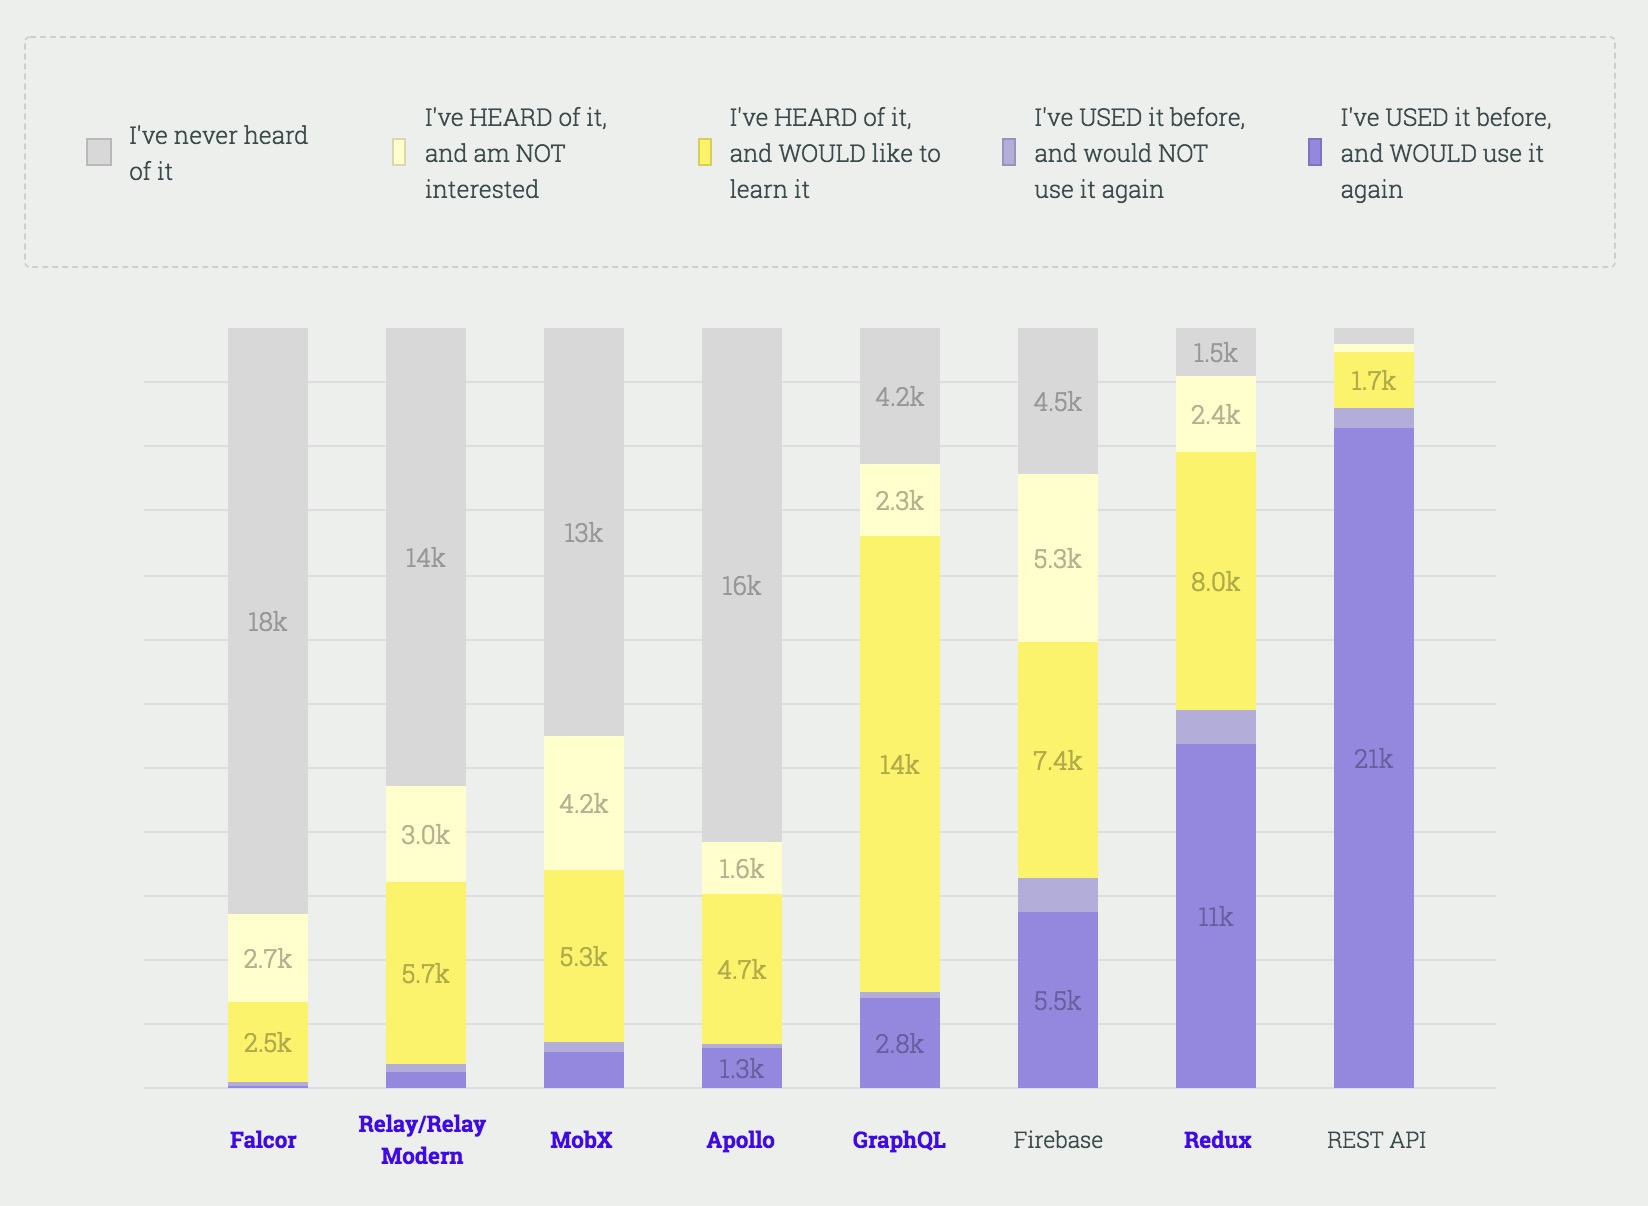 I've never heard
of it
I've HEARD of it,
and am NOT
interested
I've HEARD of it,
and WOULD like to
learn it
I've USED it before,
and would NOT
use it again
I've USED it before,
and WOULD use it
again
18k
2.7k
2.5k
14k
3.0k
5.7k
13k
4.2k
5.3k
16k
1.6k
4.7k
1.3k
4.2k
2.3k
14k
2.8k
4.5k
5.3k
7.4k
5.5k
1.5k
2.4k
8.0k
11k
1.7k
21k
Falcor
Relay/Relay
Modern
MobX
Apollo
GraphQL
Firebase
Redux
REST API